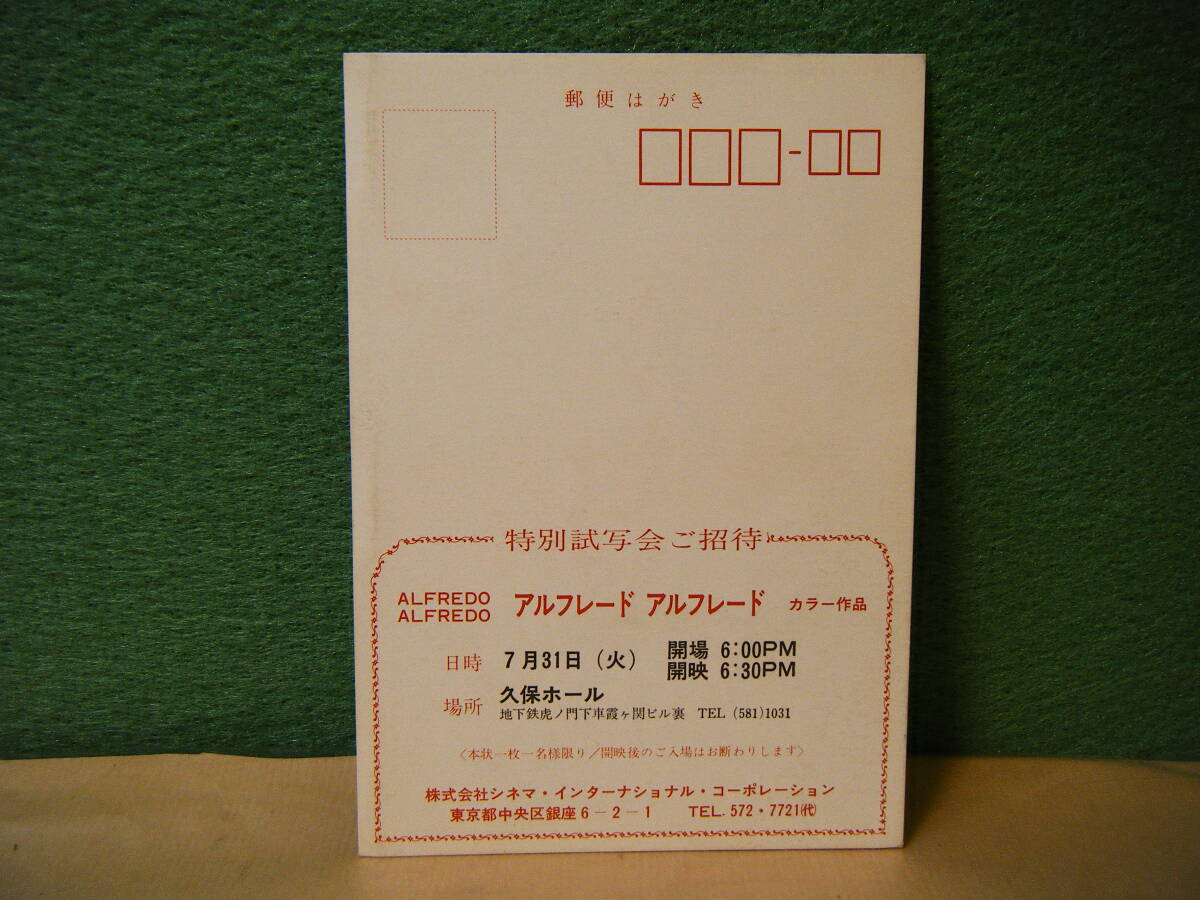 郵便はがき
特別試写会ご招待
ALFREDO
ALFREDO
アルフレード アルフレード カラー作品
日時 7月31日（火） 開場 6:00PM
開映 6:30PM
場所 久保ホール
地下鉄虎ノ門下車霞ヶ関ビル裏 TEL (581)1031
〈本状一枚一名様限り／開映後のご入場はお断わりします〉
株式会社シネマ・インターナショナル・コーポレーション
東京都中央区銀座6－2－1 TEL.572・7721㈹